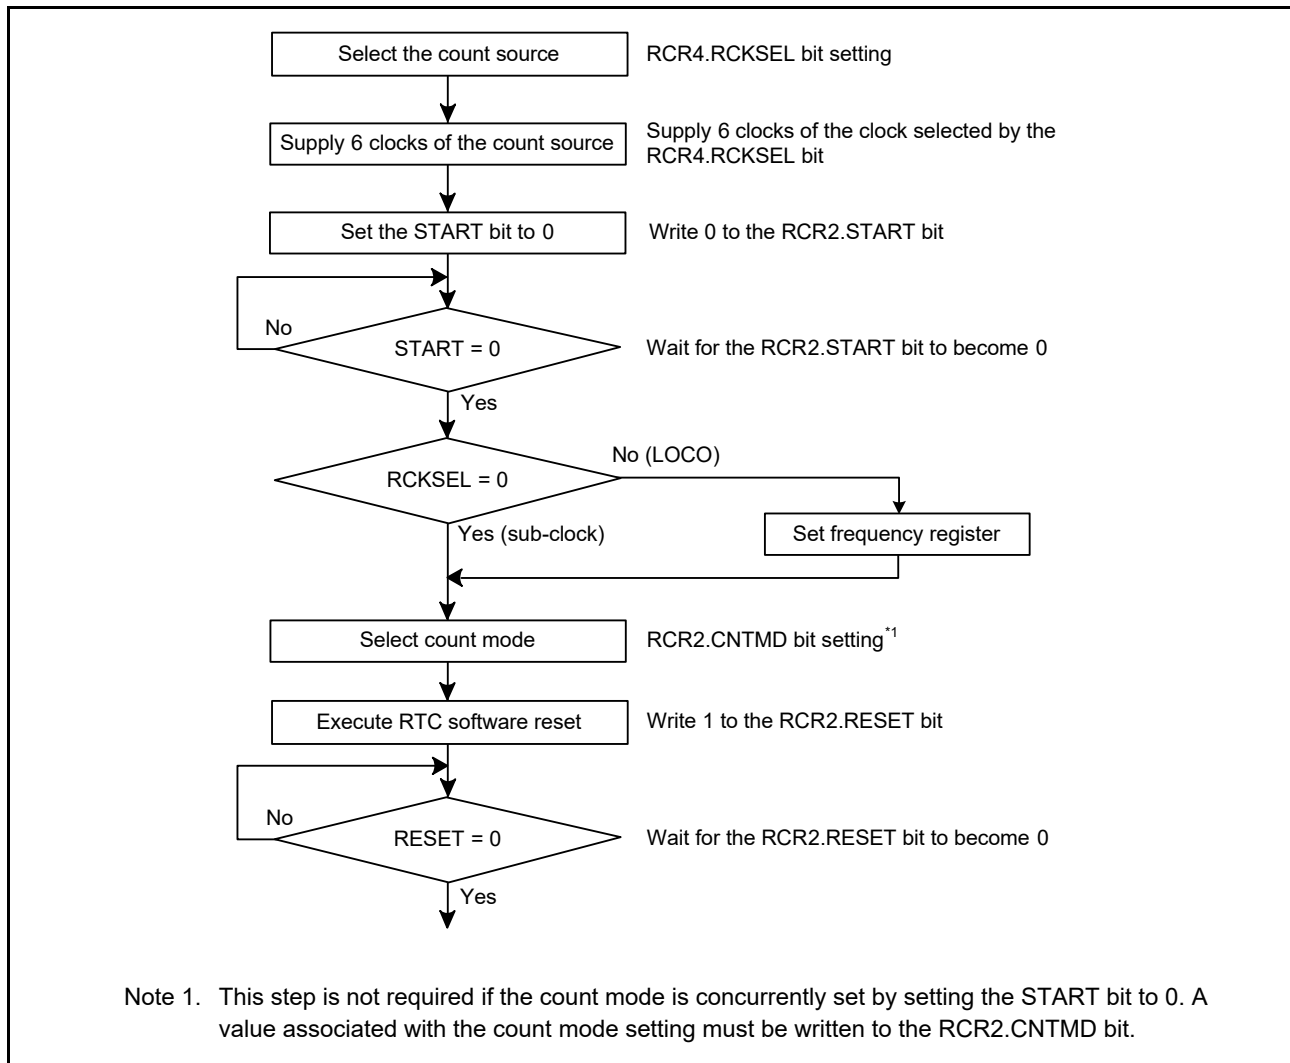 Select the count source
RCR4.RCKSEL bit setting
Supply 6 clocks of the count source
Supply 6 clocks of the clock selected by the
RCR4.RCKSEL bit
Set the START bit to 0
Write 0 to the RCR2.START bit
No
START = 0
Wait for the RCR2.START bit to become 0
Yes
No (LOCO)
RCKSEL = 0
Yes (sub-clock)
Set frequency register
Select count mode
RCR2.CNTMD bit setting*1
Execute RTC software reset
Write 1 to the RCR2.RESET bit
No
RESET = 0
Wait for the RCR2.RESET bit to become 0
Yes
Note 1. This step is not required if the count mode is concurrently set by setting the START bit to 0. A
value associated with the count mode setting must be written to the RCR2.CNTMD bit.